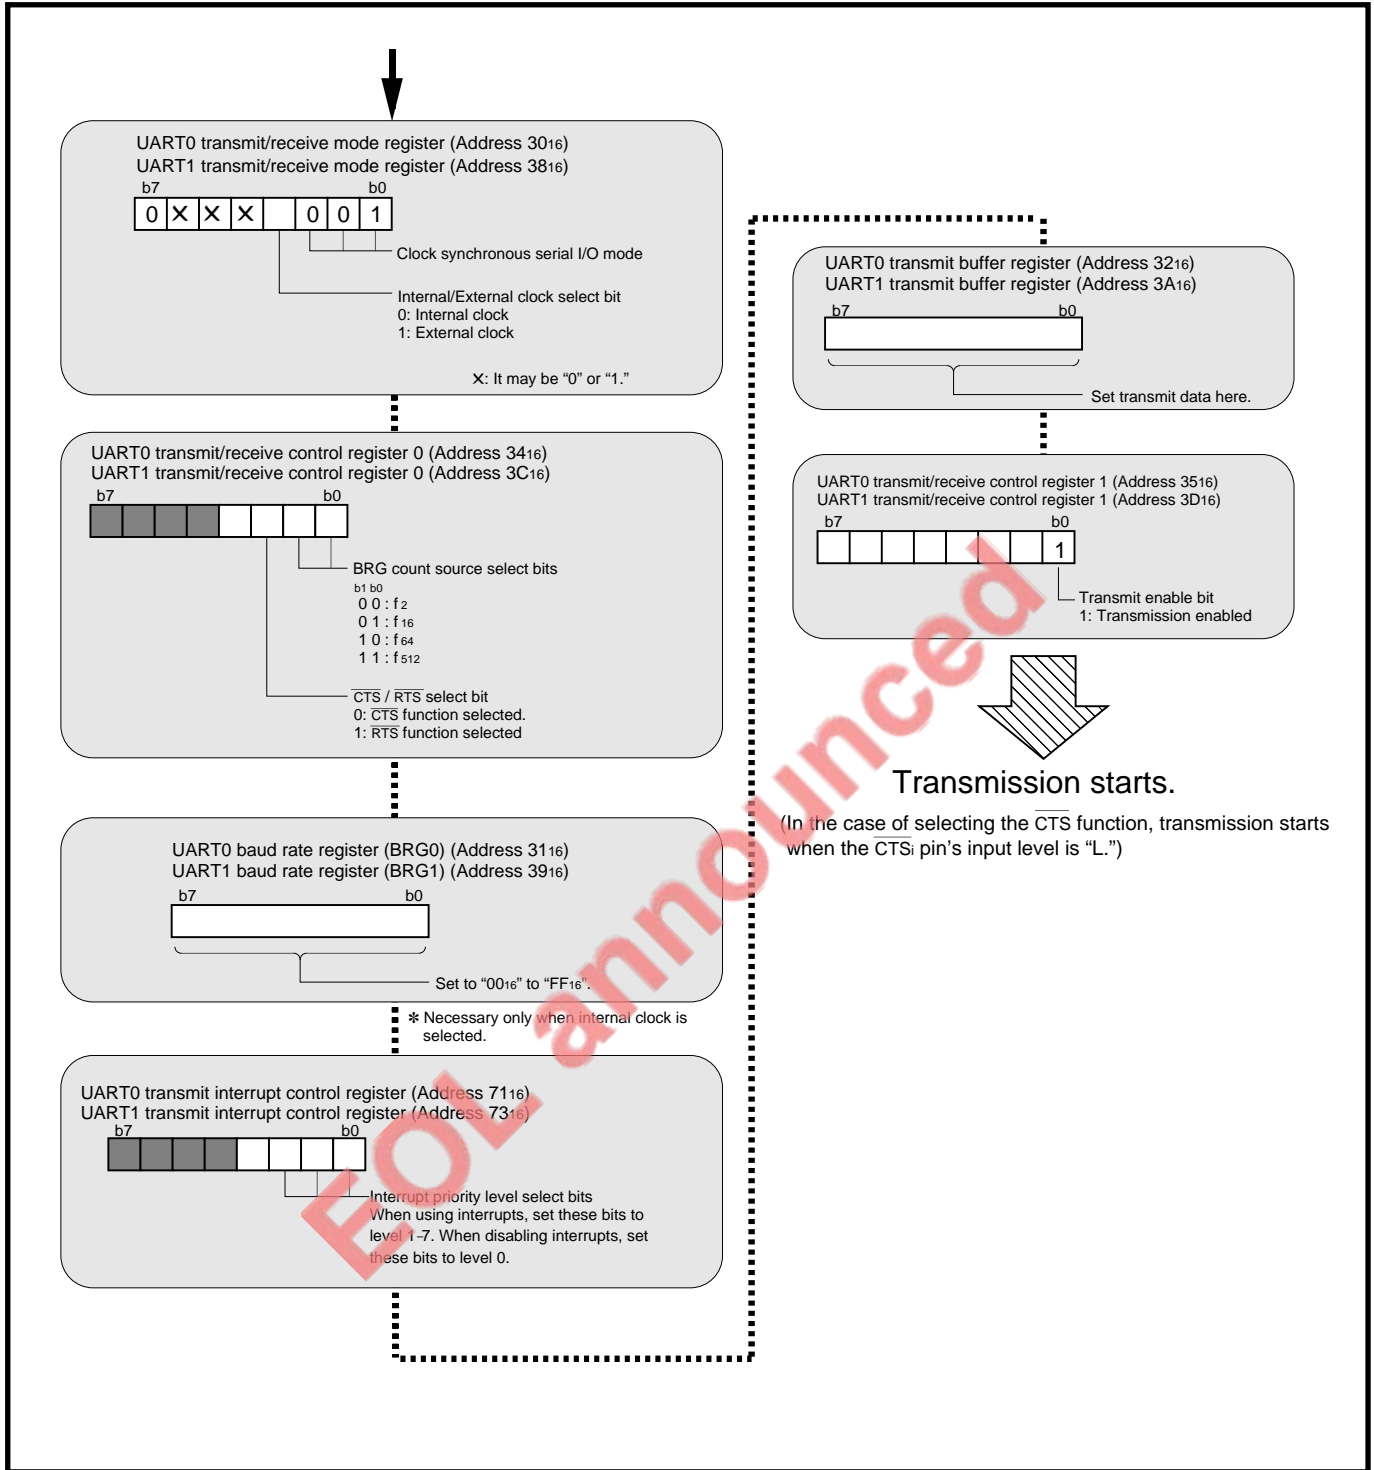 UART0 transmit/receive mode register (Address 3016)
UART1 transmit/receive mode register (Address 3816)
b7 b0
0 × × × 0 0 1
Clock synchronous serial I/O mode
Internal/External clock select bit
0: Internal clock
1: External clock
×: It may be “0” or “1.”
UART0 transmit/receive control register 0 (Address 3416)
UART1 transmit/receive control register 0 (Address 3C16)
b7 b0
BRG count source select bits
b1 b0
0 0 : f2
0 1 : f16
1 0 : f64
1 1 : f512
CTS / RTS select bit
0: CTS function selected.
1: RTS function selected
UART0 baud rate register (BRG0) (Address 3116)
UART1 baud rate register (BRG1) (Address 3916)
b7 b0
Set to “0016” to “FF16”.
✽ Necessary only when internal clock is
selected.
UART0 transmit interrupt control register (Address 7116)
UART1 transmit interrupt control register (Address 7316)
b7 b0
Interrupt priority level select bits
When using interrupts, set these bits to
level 1–7. When disabling interrupts, set
these bits to level 0.
UART0 transmit buffer register (Address 3216)
UART1 transmit buffer register (Address 3A16)
b7 b0
Set transmit data here.
UART0 transmit/receive control register 1 (Address 3516)
UART1 transmit/receive control register 1 (Address 3D16)
b7 b0
1
Transmit enable bit
1: Transmission enabled
Transmission starts.
(In the case of selecting the CTS function, transmission starts
when the CTSi pin’s input level is “L.”)
EOL announced